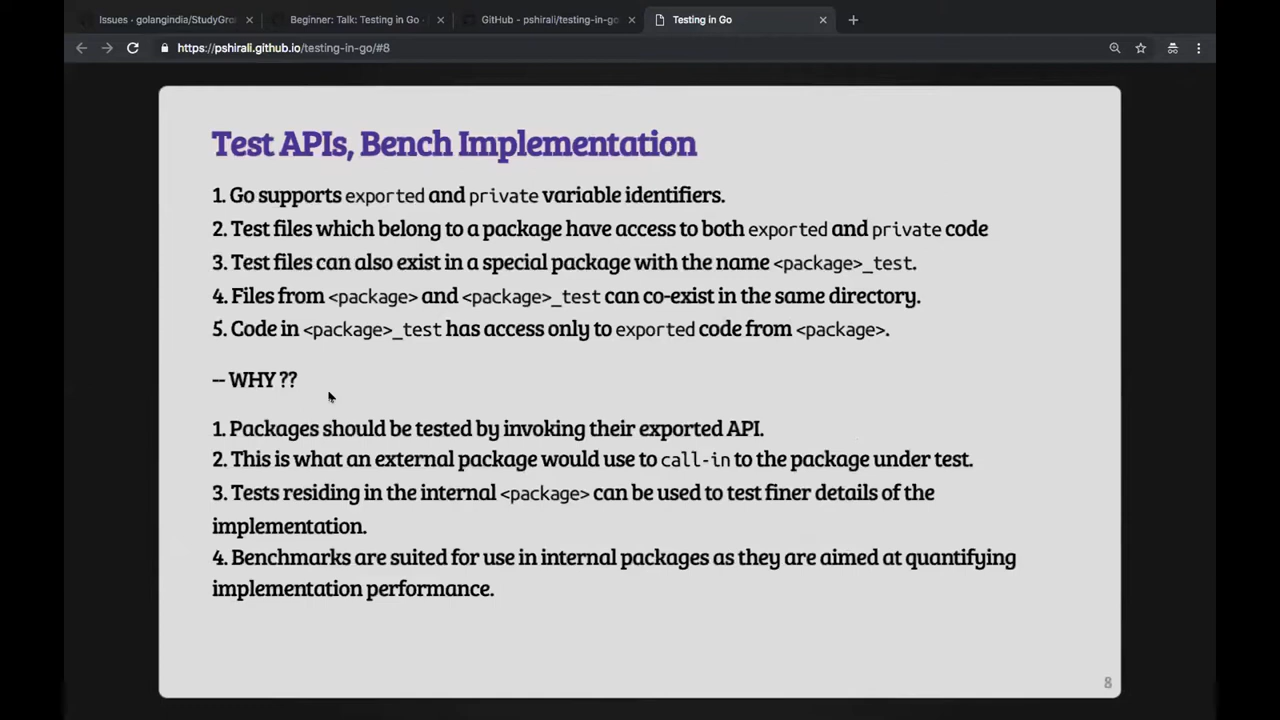 Issues · golangindia/StudyGro
Beginner: Talk: Testing in Go ·
GitHub - pshirali/testing-in-go
Testing in Go
https://pshirali.github.io/testing-in-go/#8
Test APIs, Bench Implementation
1. Go supports exported and private variable identifiers.
2. Test files which belong to a package have access to both exported and private code
3. Test files can also exist in a special package with the name <package>_test.
4. Files from <package> and <package>_test can co-exist in the same directory.
5. Code in <package>_test has access only to exported code from <package>.
-- WHY ??
1. Packages should be tested by invoking their exported API.
2. This is what an external package would use to call-in to the package under test.
3. Tests residing in the internal <package> can be used to test finer details of the
implementation.
4. Benchmarks are suited for use in internal packages as they are aimed at quantifying
implementation performance.
8